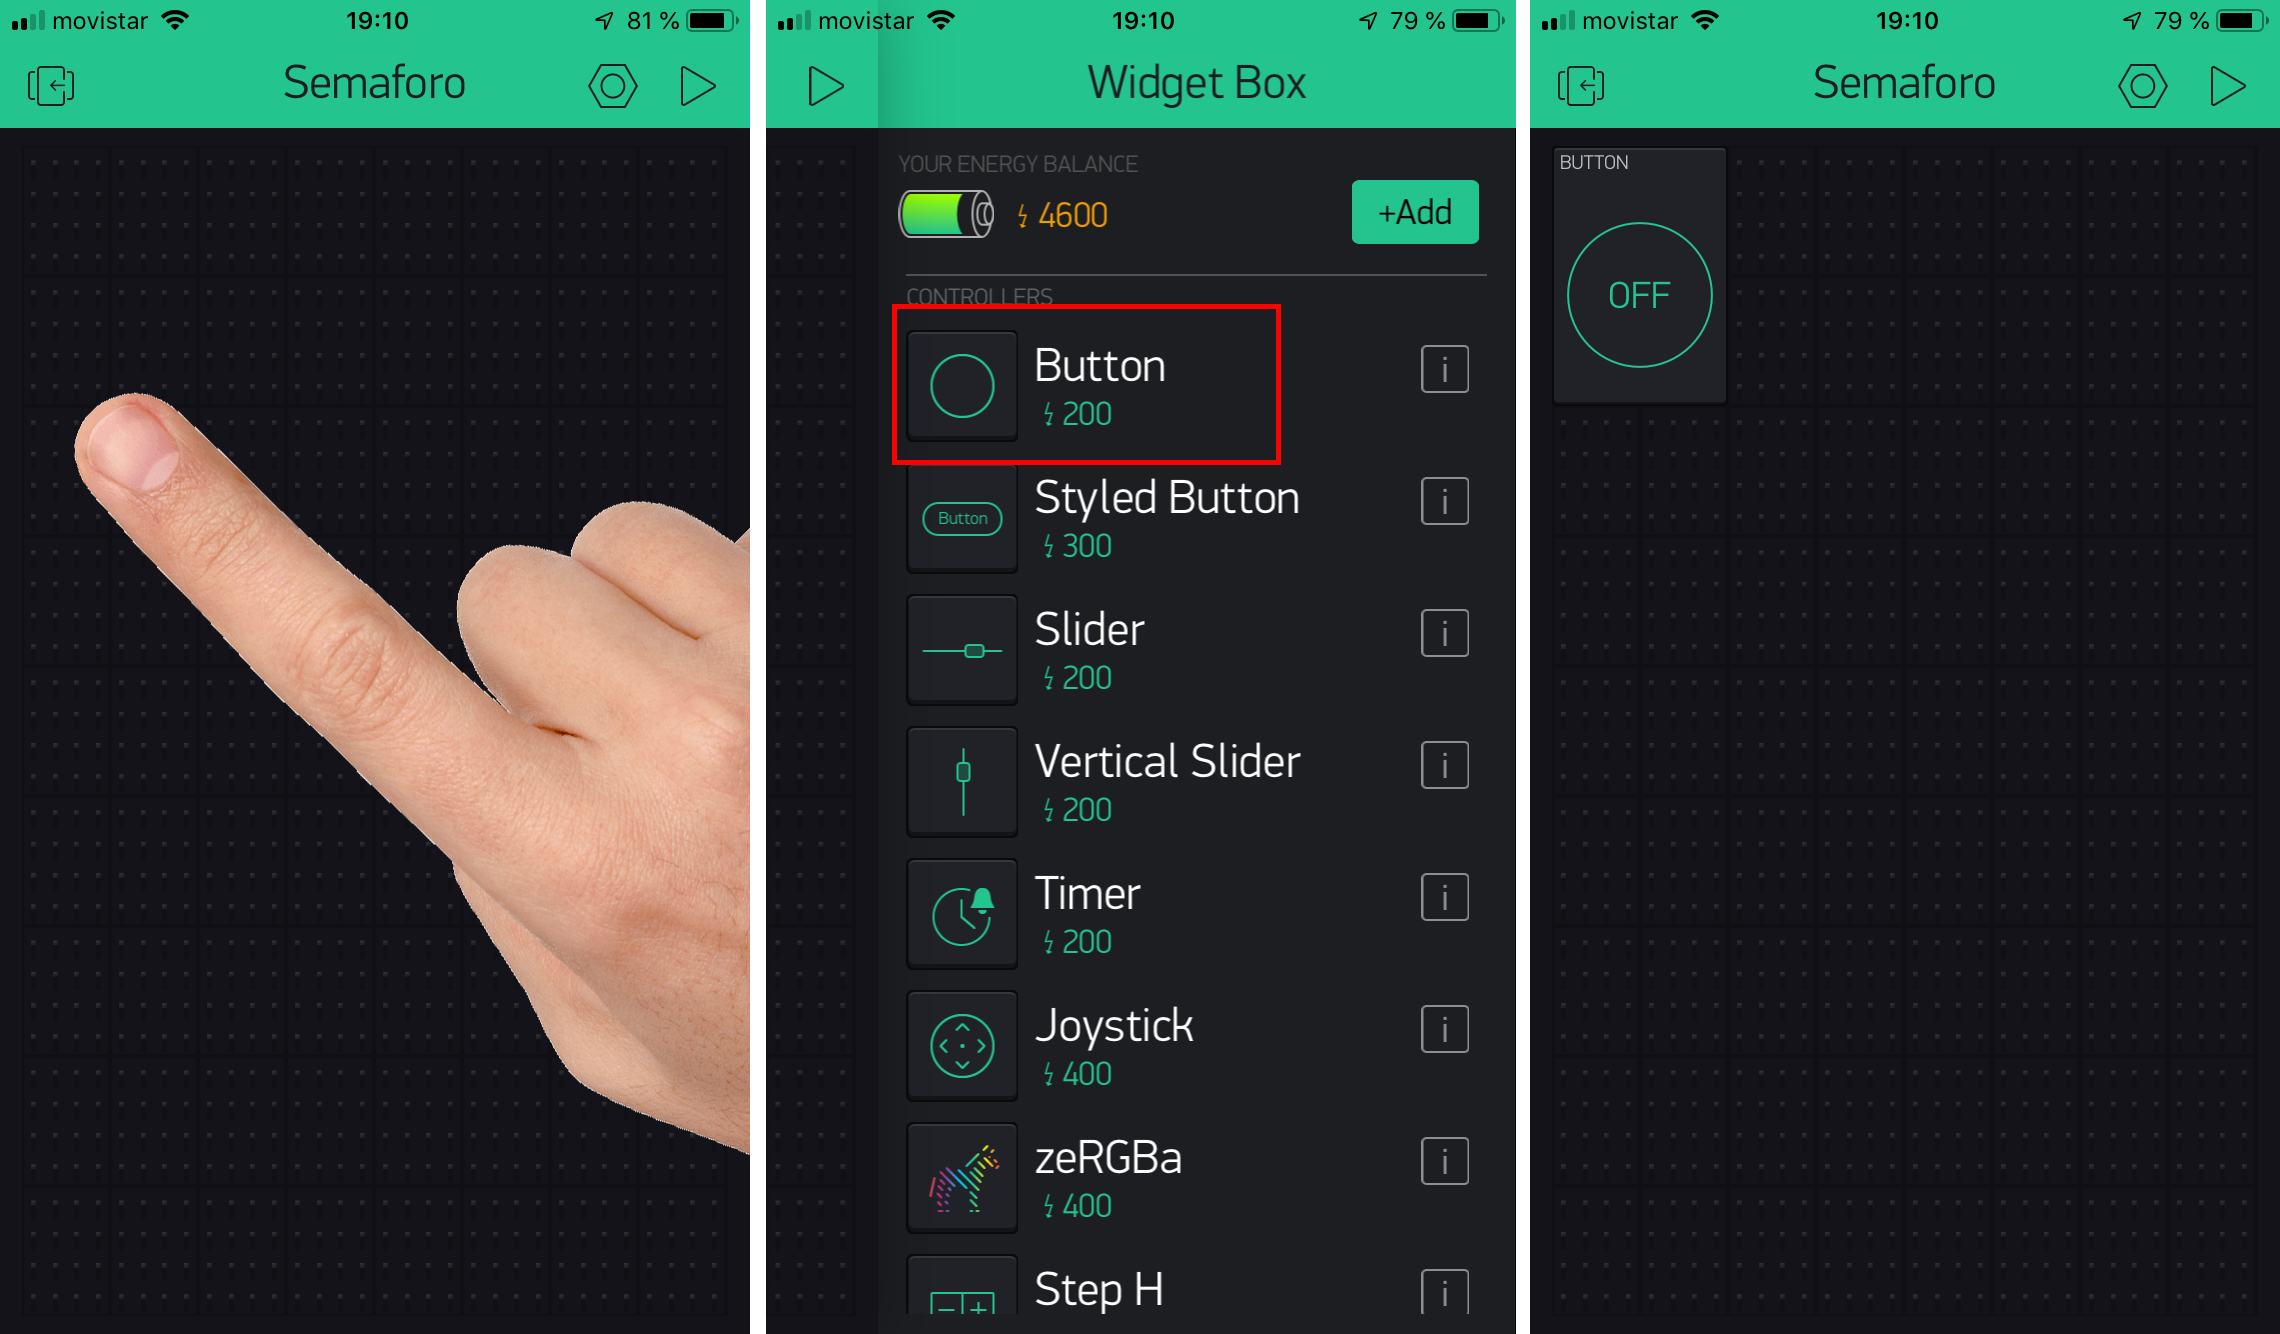 movistar 19:10 81 %
Semaforo
movistar 19:10 79 %
Widget Box
YOUR ENERGY BALANCE
4600
+Add
CONTROLLERS
Button
200
i
Button
Styled Button
300
i
Slider
200
i
Vertical Slider
200
i
Timer
200
i
Joystick
400
i
zeRGBa
400
i
Step H
i
movistar 19:10 79 %
Semaforo
BUTTON
OFF